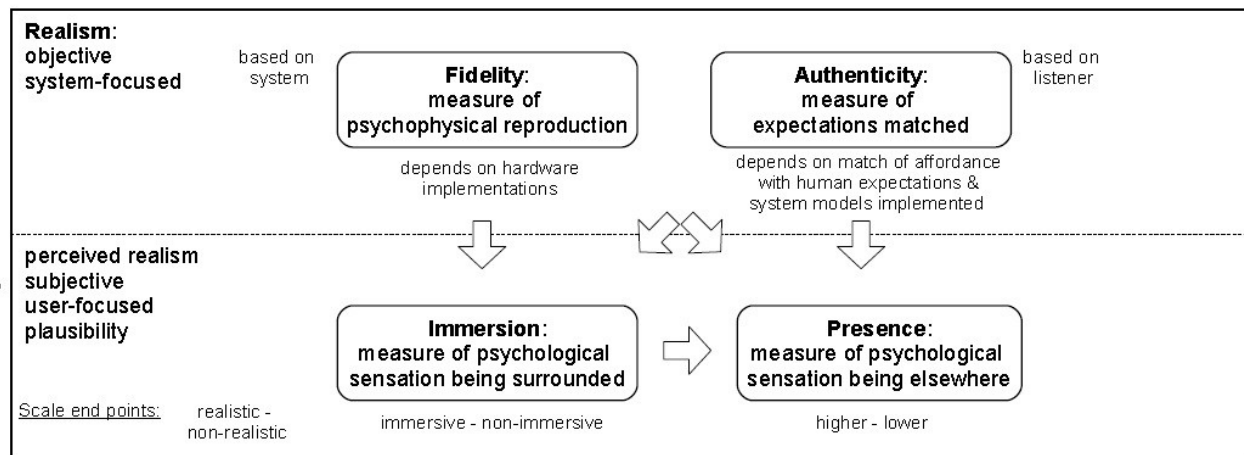 Realism:
objective
system-focused
based on
system
Fidelity:
measure of
psychophysical reproduction
depends on hardware
implementations
Authenticity:
measure of
expectations matched
based on
listener
depends on match of affordance
with human expectations &
system models implemented
perceived realism
subjective
user-focused
plausibility
Immersion:
measure of psychological
sensation being surrounded
immersive - non-immersive
Presence:
measure of psychological
sensation being elsewhere
higher - lower
Scale end points:
realistic -
non-realistic